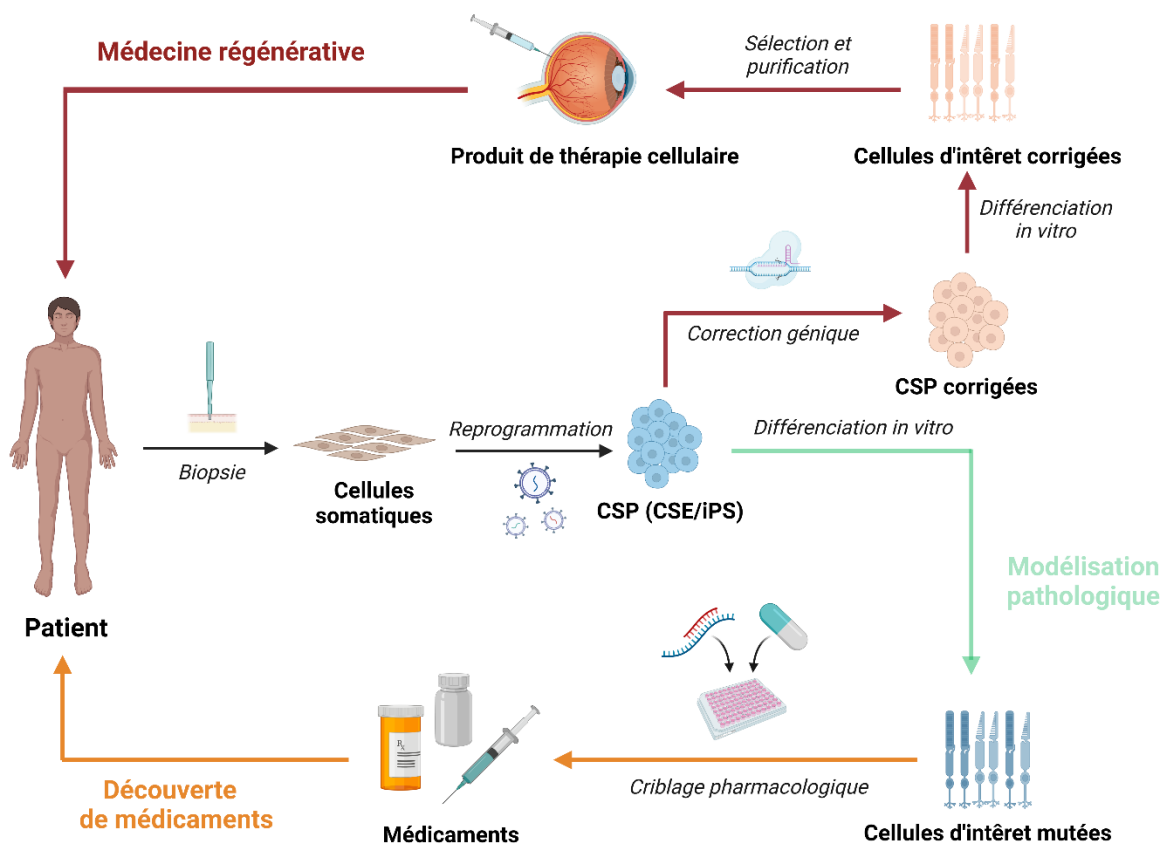 Médecine régénérative
Sélection et
purification
Produit de thérapie cellulaire
Cellules d'intêret corrigées
Différenciation
in vitro
Correction génique
CSP corrigées
Biopsie
Reprogrammation
Différenciation in vitro
Cellules
somatiques
CSP (CSE/iPS)
Modélisation
pathologique
Patient
Rx
Découverte
de médicaments
Médicaments
Criblage pharmacologique
Cellules d'intêret mutées